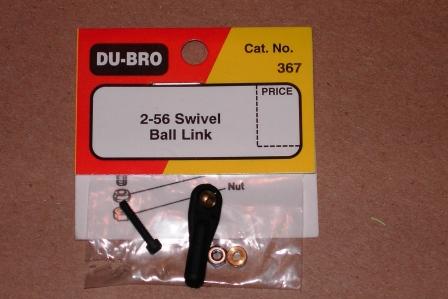 DU-BRO
Cat. No.
367
PRICE
2-56 Swivel
Ball Link
Nut